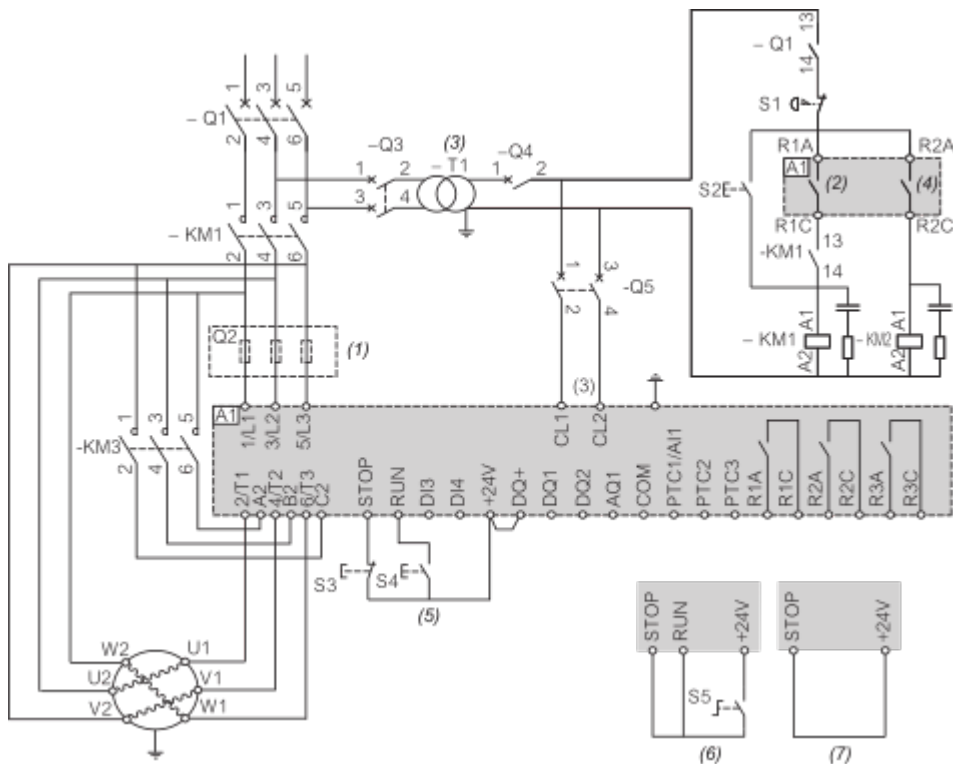 13
– Q1
14
S1
1 3 5
– Q1
2 4 6
–Q3
1 2
3 4
(3)
– T1
–Q4
1 2
R1A R2A
A1
S2
(2) (4)
R1C R2C
-KM1
13
14
1 3 5
– KM1
2 4 6
1 3
-Q5
2 4
A1 A1
– KM1 – KM2
A2 A2
Q2
(1)
(3)
1 3 5
-KM3
2 4 6
A1
1/L1 3/L2 5/L3 CL1 CL2
2/T1 A2 4/T2 B2 6/T3 C2 STOP RUN DI3 DI4 +24V DQ+ DQ1 DQ2 AQ1 COM PTC1/AI1 PTC2 PTC3 R1A R1C R2A R2C R3A R3C
S3 S4
(5)
W2 U1
U2 V1
V2 W1
STOP RUN +24V
S5
(6)
STOP +24V
(7)